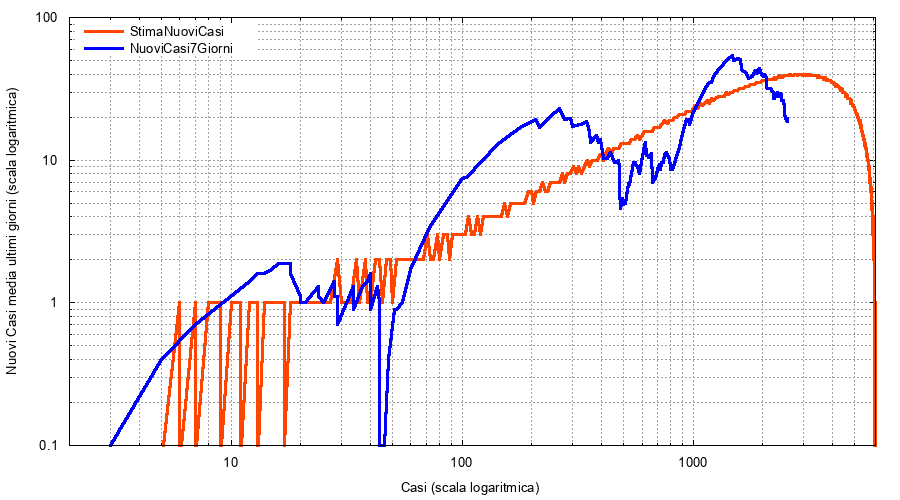 100
StimaNuoviCasi
NuoviCasi7Giorni
10
1
0.1
Nuovi Casi media ultimi giorni (scala logaritmica)
10
100
1000
Casi (scala logaritmica)